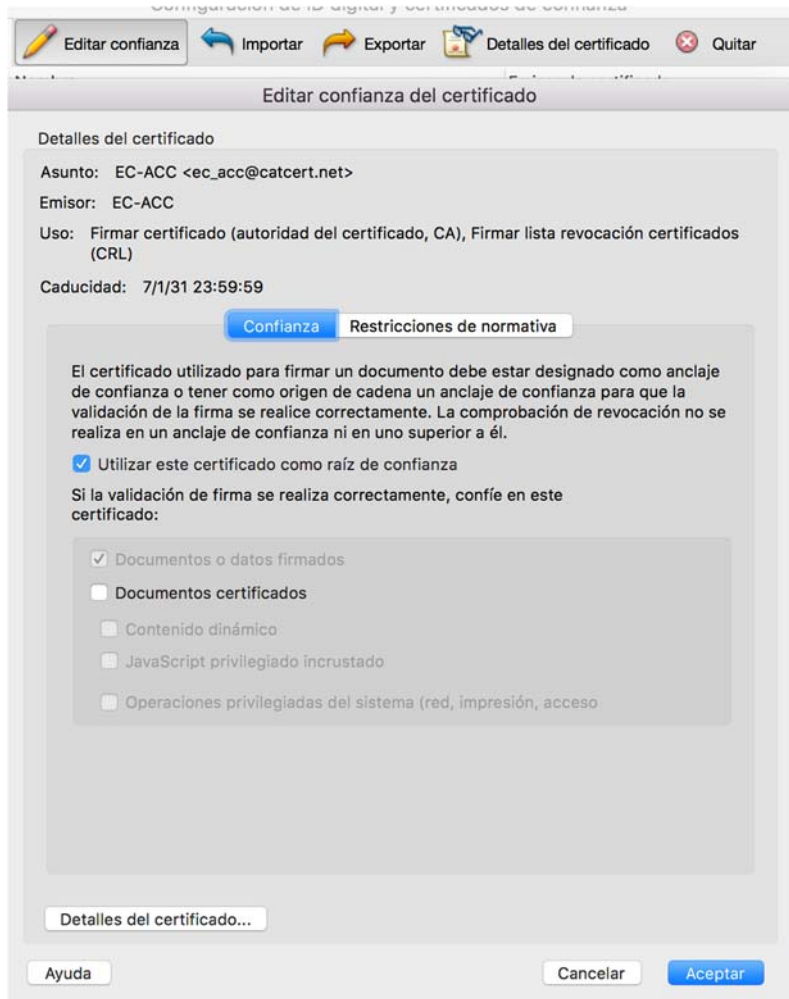 Configuración de ID digital y certificados de confianza
Editar confianza Importar Exportar Detalles del certificado Quitar
Editar confianza del certificado
Detalles del certificado
Asunto: EC-ACC <ec_acc@catcert.net>
Emisor: EC-ACC
Uso: Firmar certificado (autoridad del certificado, CA), Firmar lista revocación certificados
(CRL)
Caducidad: 7/1/31 23:59:59
Confianza Restricciones de normativa
El certificado utilizado para firmar un documento debe estar designado como anclaje
de confianza o tener como origen de cadena un anclaje de confianza para que la
validación de la firma se realice correctamente. La comprobación de revocación no se
realiza en un anclaje de confianza ni en uno superior a él.
Utilizar este certificado como raíz de confianza
Si la validación de firma se realiza correctamente, confíe en este
certificado:
Documentos o datos firmados
Documentos certificados
Contenido dinámico
JavaScript privilegiado incrustado
Operaciones privilegiadas del sistema (red, impresión, acceso
Detalles del certificado...
Ayuda Cancelar Aceptar